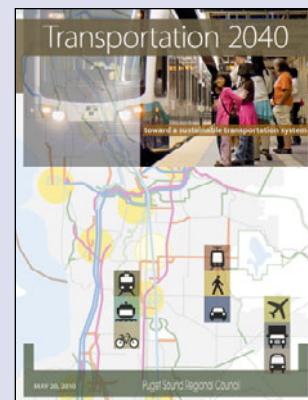 Transportation 2040
toward a sustainable transportation system
MAY 20, 2010
Puget Sound Regional Council